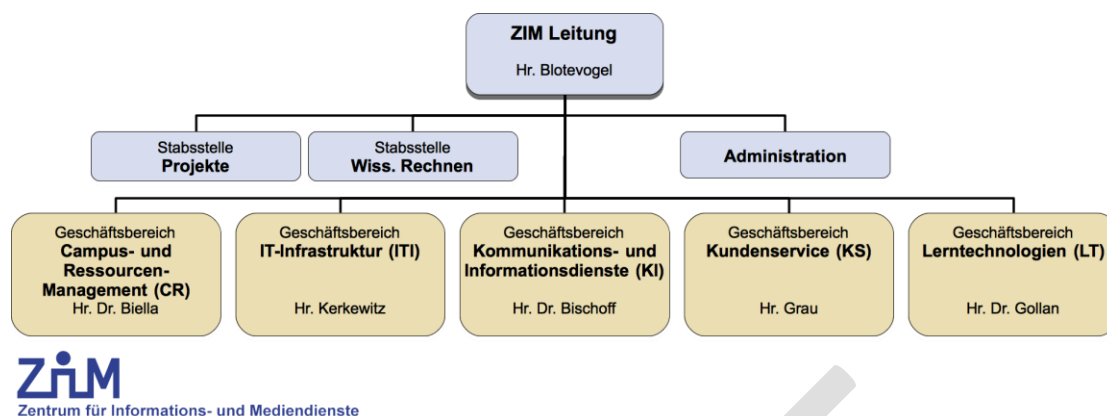 ZIM Leitung
Hr. Blotevogel
Stabsstelle
Projekte
Stabsstelle
Wiss. Rechnen
Administration
Geschäftsbereich
Campus- und
Ressourcen-
Management (CR)
Hr. Dr. Biella
Geschäftsbereich
IT-Infrastruktur (ITI)
Hr. Kerkewitz
Geschäftsbereich
Kommunikations- und
Informationsdienste (KI)
Hr. Dr. Bischoff
Geschäftsbereich
Kundenservice (KS)
Hr. Grau
Geschäftsbereich
Lerntechnologien (LT)
Hr. Dr. Gollan
ZIM
Zentrum für Informations- und Mediendienste